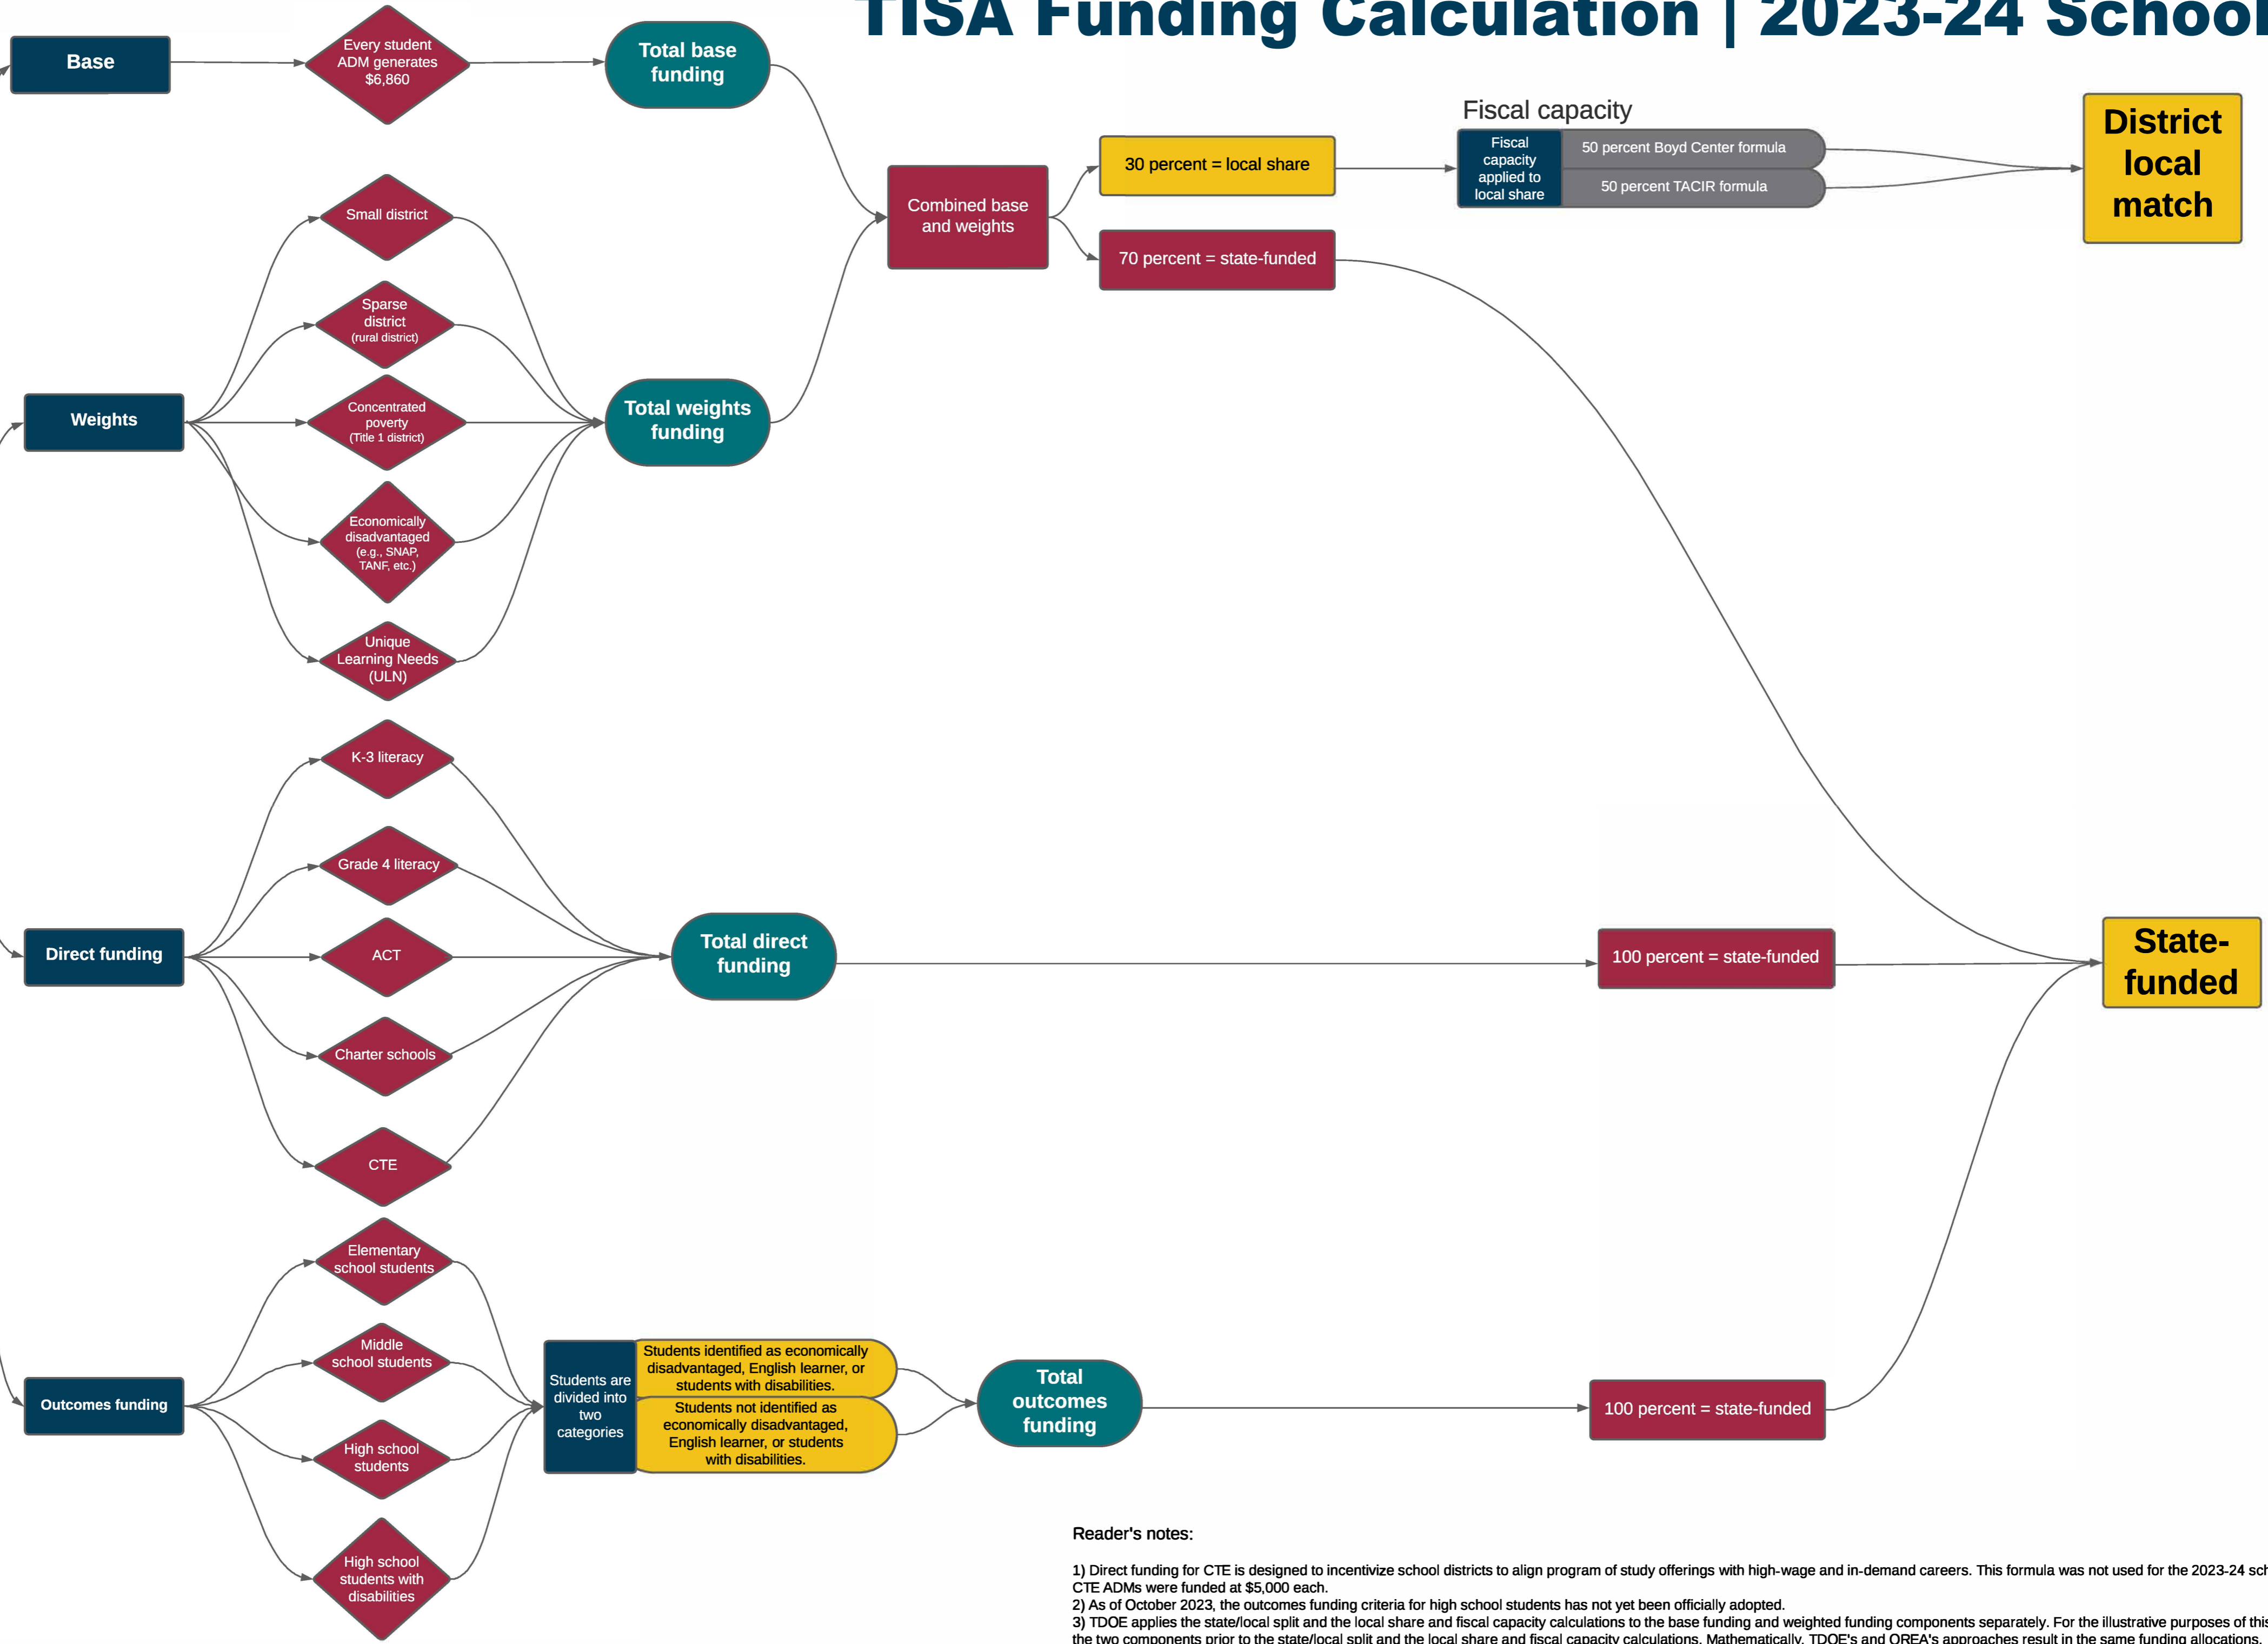 TISA Funding Calculation | 2023-24 School
Base
Every student
ADM generates
$6,860
Total base
funding
Fiscal capacity
Fiscal
capacity
applied to
local share
50 percent Boyd Center formula
50 percent TACIR formula
District
local
match
30 percent = local share
Combined base
and weights
70 percent = state-funded
Small district
Sparse
district
(rural district)
Weights
Concentrated
poverty
(Title 1 district)
Total weights
funding
Economically
disadvantaged
(e.g., SNAP,
TANF, etc.)
Unique
Learning Needs
(ULN)
K-3 literacy
Grade 4 literacy
Direct funding
ACT
Total direct
funding
100 percent = state-funded
State-
funded
Charter schools
CTE
Elementary
school students
Middle
school students
Outcomes funding
High school
students
High school
students with
disabilities
Students are
divided into
two
categories
Students identified as economically
disadvantaged, English learner, or
students with disabilities.
Students not identified as
economically disadvantaged,
English learner, or students
with disabilities.
Total
outcomes
funding
100 percent = state-funded
Reader's notes:
1) Direct funding for CTE is designed to incentivize school districts to align program of study offerings with high-wage and in-demand careers. This formula was not used for the 2023-24 sch
CTE ADMs were funded at $5,000 each.
2) As of October 2023, the outcomes funding criteria for high school students has not yet been officially adopted.
3) TDOE applies the state/local split and the local share and fiscal capacity calculations to the base funding and weighted funding components separately. For the illustrative purposes of this
the two components prior to the state/local split and the local share and fiscal capacity calculations. Mathematically, TDOE's and OREA's approaches result in the same funding allocations